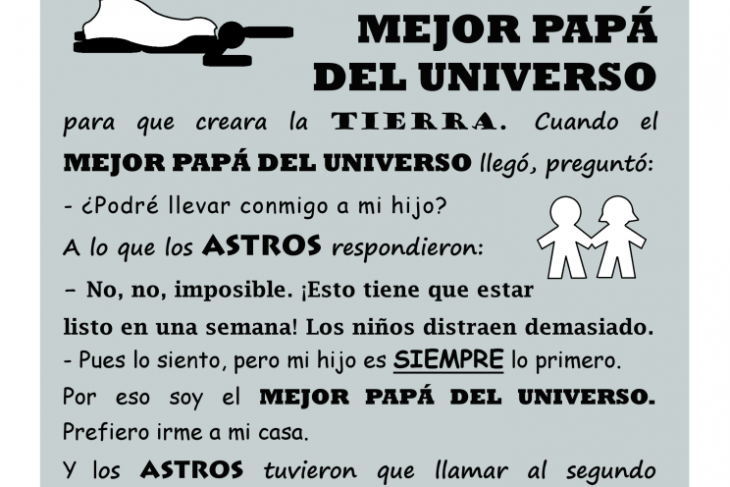 MEJOR PAPÁ
DEL UNIVERSO
para que creara la TIERRA. Cuando el
MEJOR PAPÁ DEL UNIVERSO llegó, preguntó:
- ¿Podré llevar conmigo a mi hijo?
A lo que los ASTROS respondieron:
- No, no, imposible. ¡Esto tiene que estar
listo en una semana! Los niños distraen demasiado.
- Pues lo siento, pero mi hijo es SIEMPRE lo primero.
Por eso soy el MEJOR PAPÁ DEL UNIVERSO.
Prefiero irme a mi casa.
Y los ASTROS tuvieron que llamar al segundo